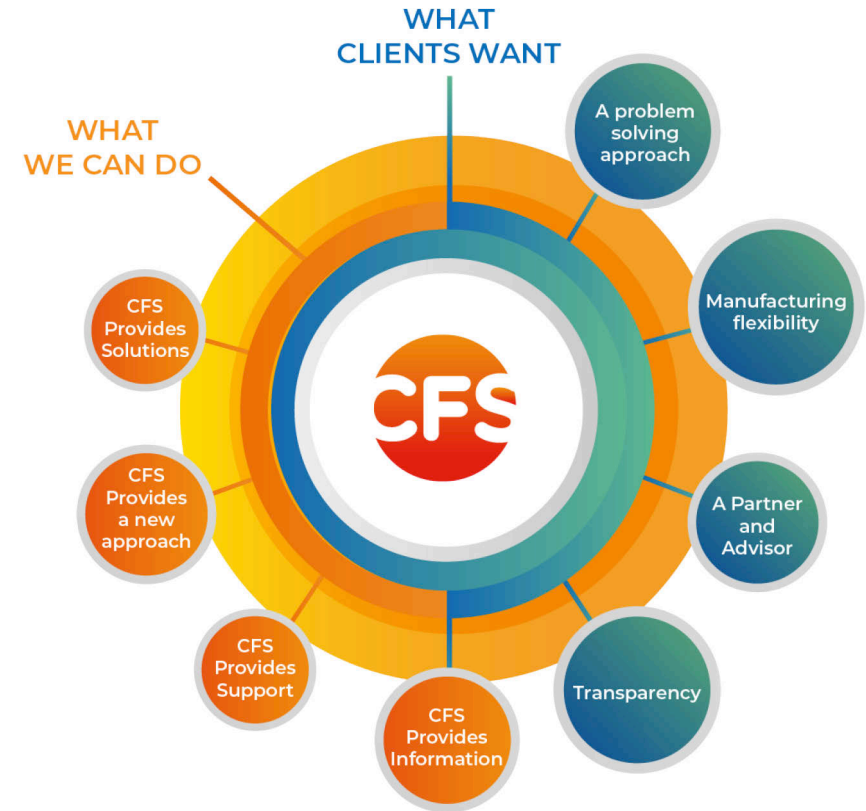 WHAT
CLIENTS WANT
WHAT
WE CAN DO
A problem
solving
approach
Manufacturing
flexibility
A Partner
and
Advisor
Transparency
CFS
Provides
Information
CFS
Provides
Support
CFS
Provides
a new
approach
CFS
Provides
Solutions
CFS